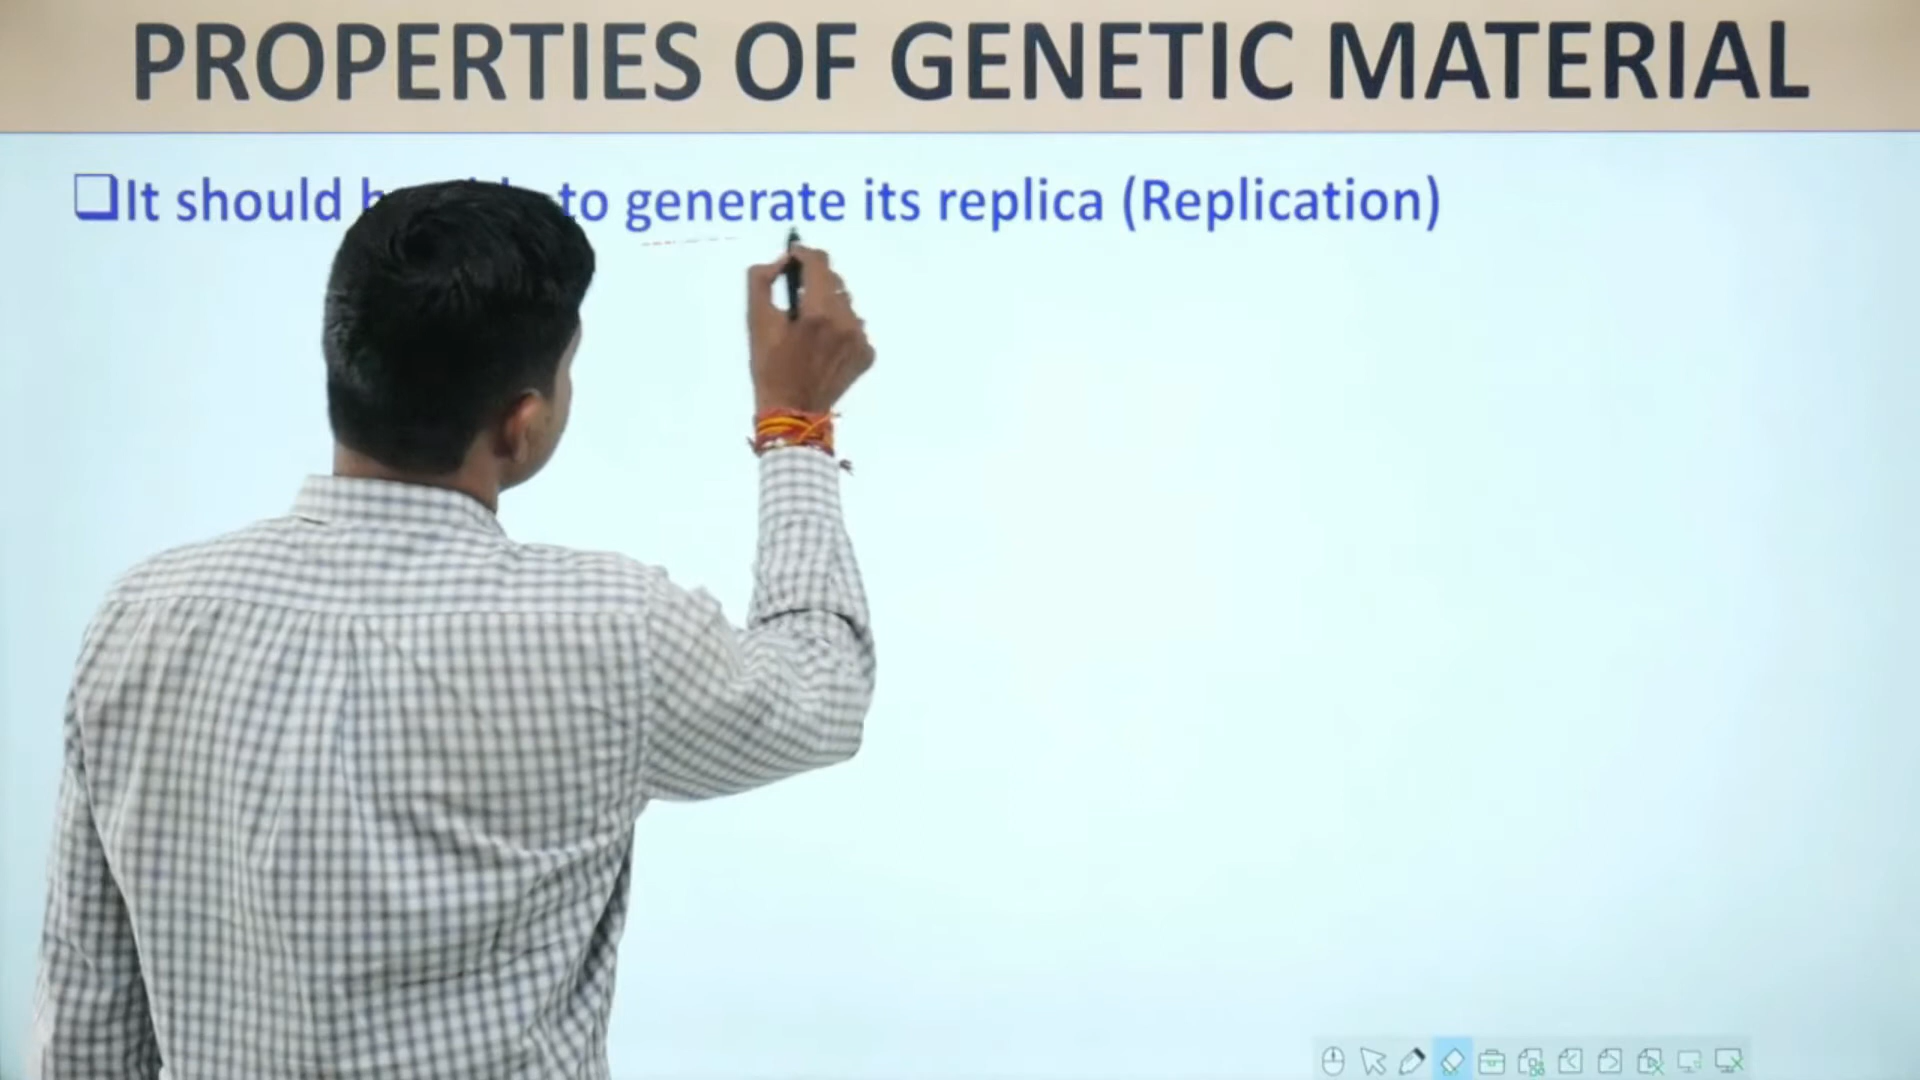 PROPERTIES OF GENETIC MATERIAL
It should to generate its replica (Replication)